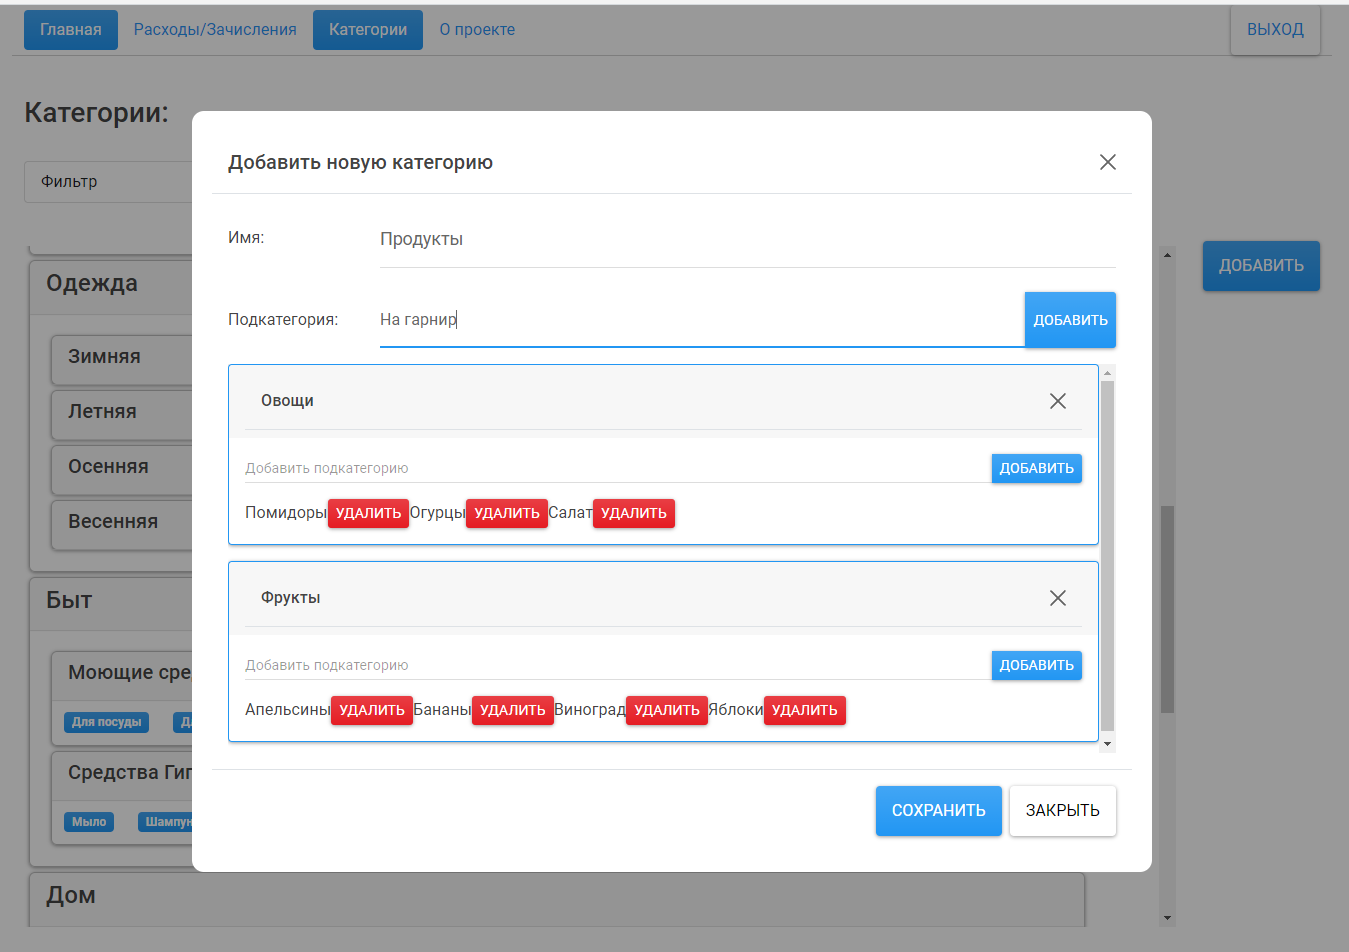 Главная Расходы/Зачисления Категории О проекте ВЫХОД
Категории:
Фильтр
ДОБАВИТЬ
Одежда
Зимняя
Летняя
Осенняя
Весенняя
Быт
Моющие сре
Для посуды
Средства Гиг
Мыло Шампун
Дом
Добавить новую категорию
Имя: Продукты
Подкатегория: На гарнир ДОБАВИТЬ
Овощи
Добавить подкатегорию ДОБАВИТЬ
Помидоры УДАЛИТЬ Огурцы УДАЛИТЬ Салат УДАЛИТЬ
Фрукты
Добавить подкатегорию ДОБАВИТЬ
Апельсины УДАЛИТЬ Бананы УДАЛИТЬ Виноград УДАЛИТЬ Яблоки УДАЛИТЬ
СОХРАНИТЬ ЗАКРЫТЬ